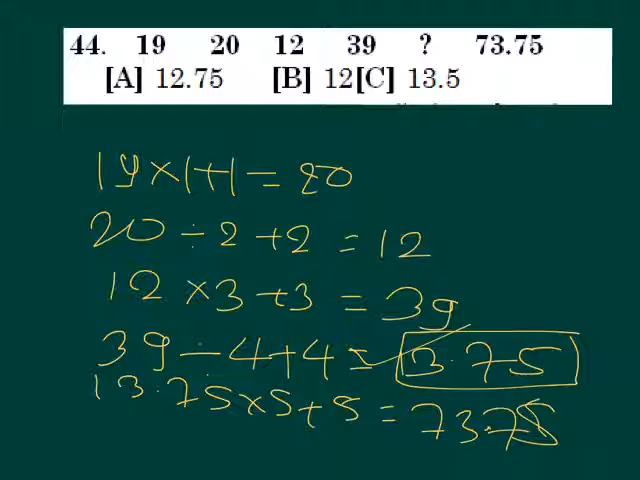 44. 19 20 12 39 ? 73.75
[A] 12.75 [B] 12[C] 13.5
19×1+1=20
20÷2+2=12
12×3+3=39
39÷4+4=13.75
13.75×5+5=73.75